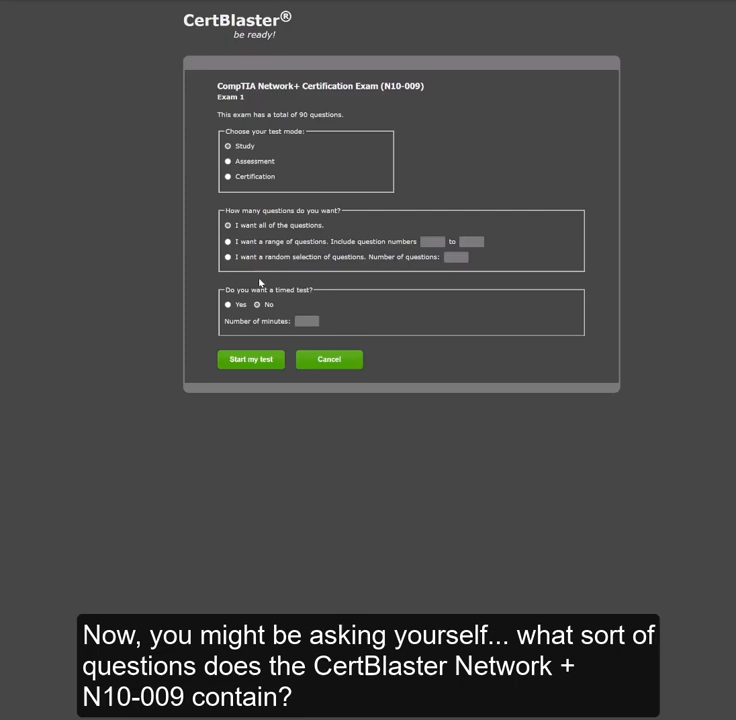 CertBlaster®
be ready!
CompTIA Network+ Certification Exam (N10-009)
Exam 1
This exam has a total of 90 questions.
Choose your test mode:
Study
Assessment
Certification
How many questions do you want?
I want all of the questions.
I want a range of questions. Include question numbers to
I want a random selection of questions. Number of questions:
Do you want a timed test?
Yes No
Number of minutes:
Start my test Cancel
Now, you might be asking yourself... what sort of
questions does the CertBlaster Network +
N10-009 contain?